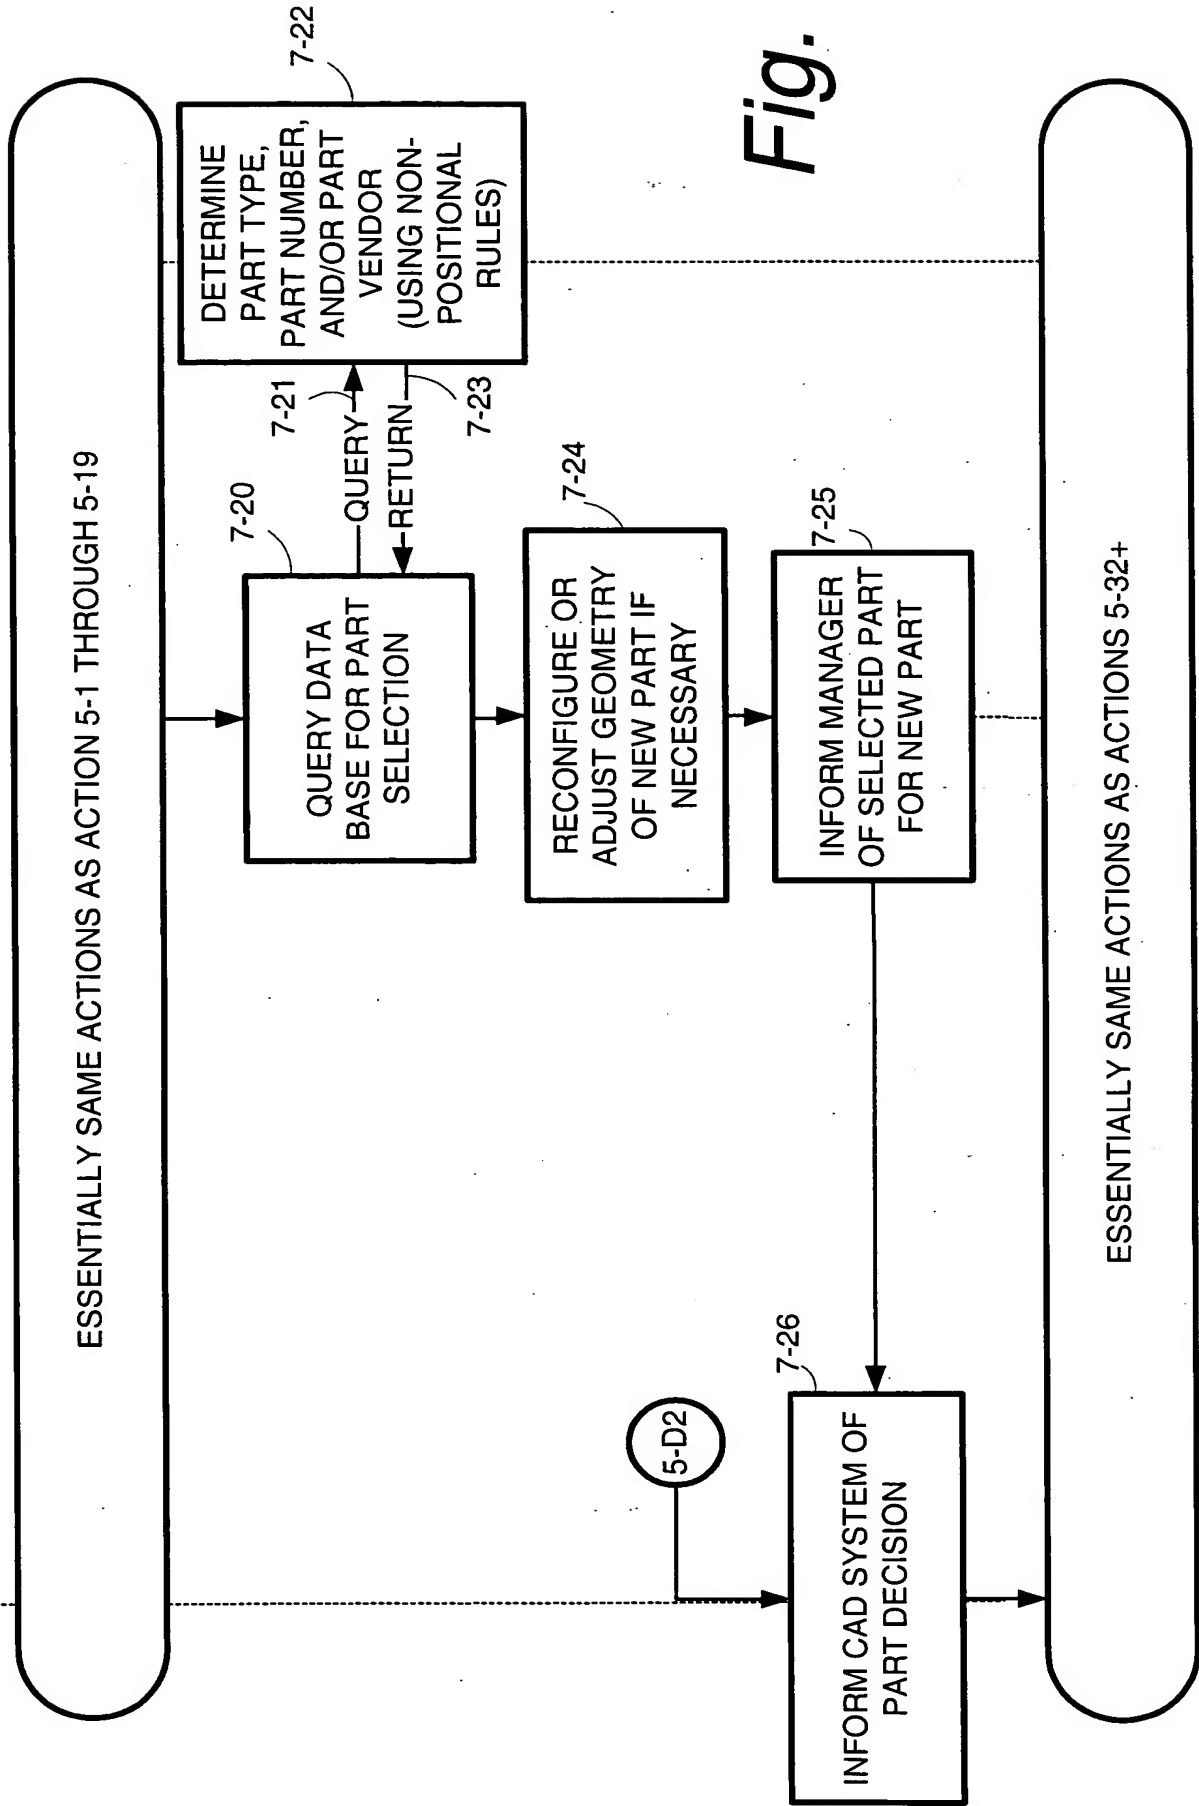 ESSENTIALLY SAME ACTIONS AS ACTION 5-1 THROUGH 5-19
7-20
QUERY DATA
BASE FOR PART
SELECTION
7-21
QUERY
RETURN
7-23
7-22
DETERMINE
PART TYPE,
PART NUMBER,
AND/OR PART
VENDOR
(USING NON-
POSITIONAL
RULES)
7-24
RECONFIGURE OR
ADJUST GEOMETRY
OF NEW PART IF
NECESSARY
7-25
INFORM MANAGER
OF SELECTED PART
FOR NEW PART
5-D2
7-26
INFORM CAD SYSTEM OF
PART DECISION
ESSENTIALLY SAME ACTIONS AS ACTIONS 5-32+
Fig.